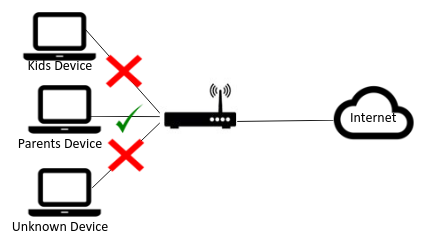 Kids Device
Parents Device
Internet
Unknown Device